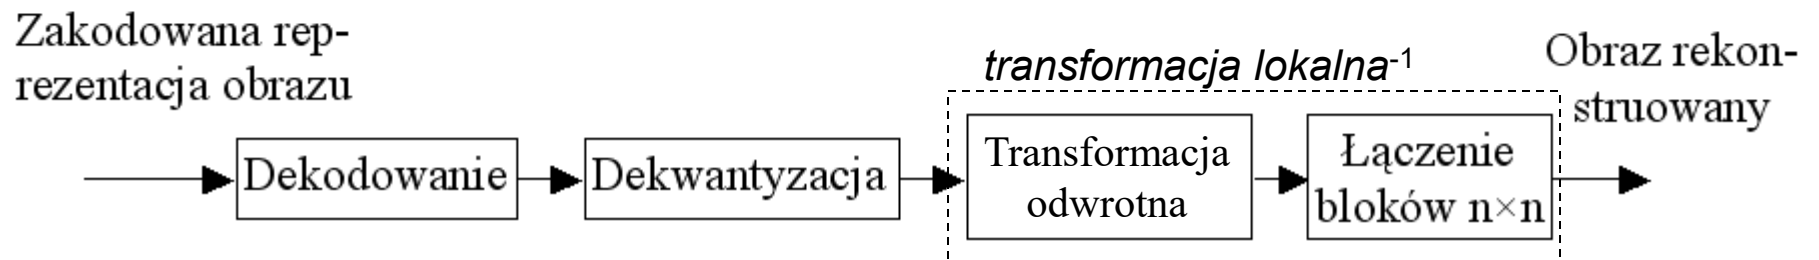 Zakodowana rep-
rezentacja obrazu
Dekodowanie
Dekwantyzacja
transformacja lokalna-1
Transformacja
odwrotna
Łączenie
bloków n×n
Obraz rekon-
struowany